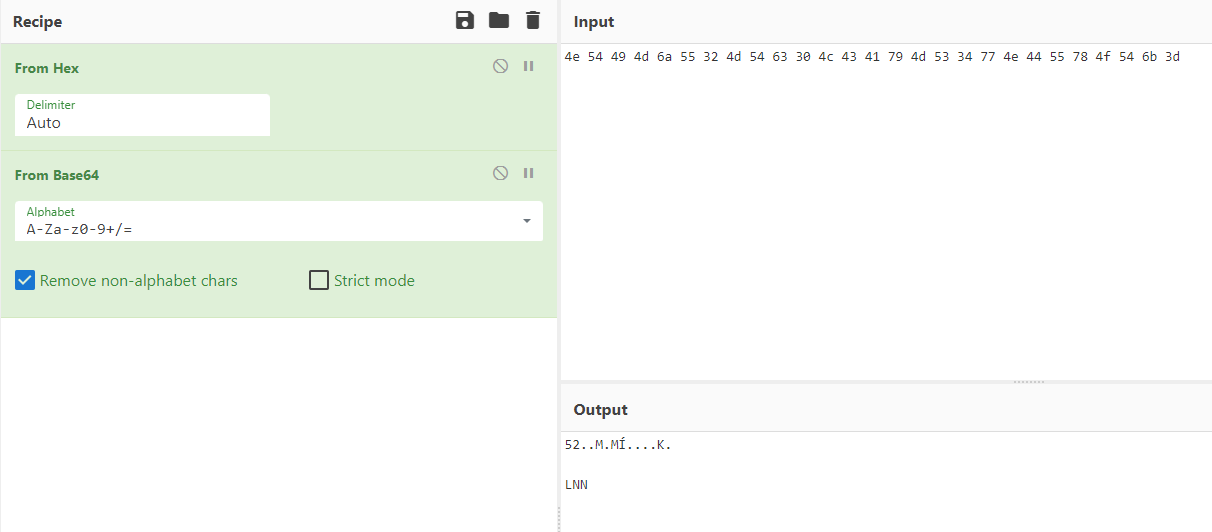 Recipe
From Hex
Delimiter
Auto
From Base64
Alphabet
A-Za-z0-9+/=
Remove non-alphabet chars
Strict mode
Input
4e 54 49 4d 6a 55 32 4d 54 63 30 4c 43 41 79 4d 53 34 77 4e 44 55 78 4f 54 6b 3d
Output
52..M.MÍ....K.
LNN